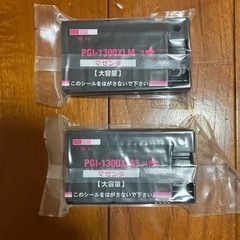 PGI-1300XLM
マゼンタ
【大容量】
このシールをはがさないで下さい
PGI-1300XL
マゼンタ
【大容量】
このシールをはがさないで下さい